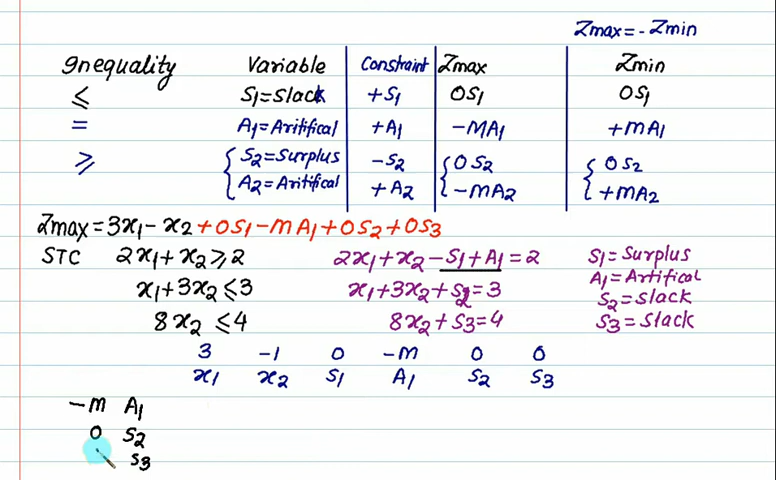 Zmax = - Zmin
Inequality Variable Constraint Zmax Zmin
≤ S1 = Slack +S1 0S1 0S1
= A1 = Aritifical +A1 -MA1 +MA1
≥ { S2 = Surplus -S2 { 0S2 { 0S2
A2 = Aritifical +A2 -MA2 +MA2
Zmax = 3x1 - x2 + 0S1 - MA1 + 0S2 + 0S3
STC 2x1 + x2 ≥ 2 2x1 + x2 - S1 + A1 = 2 S1 = Surplus
A1 = Artifical
x1 + 3x2 ≤ 3 x1 + 3x2 + S2 = 3 S2 = Slack
8x2 ≤ 4 8x2 + S3 = 4 S3 = Slack
3 -1 0 -M 0 0
x1 x2 S1 A1 S2 S3
-M A1
0 S2
S3